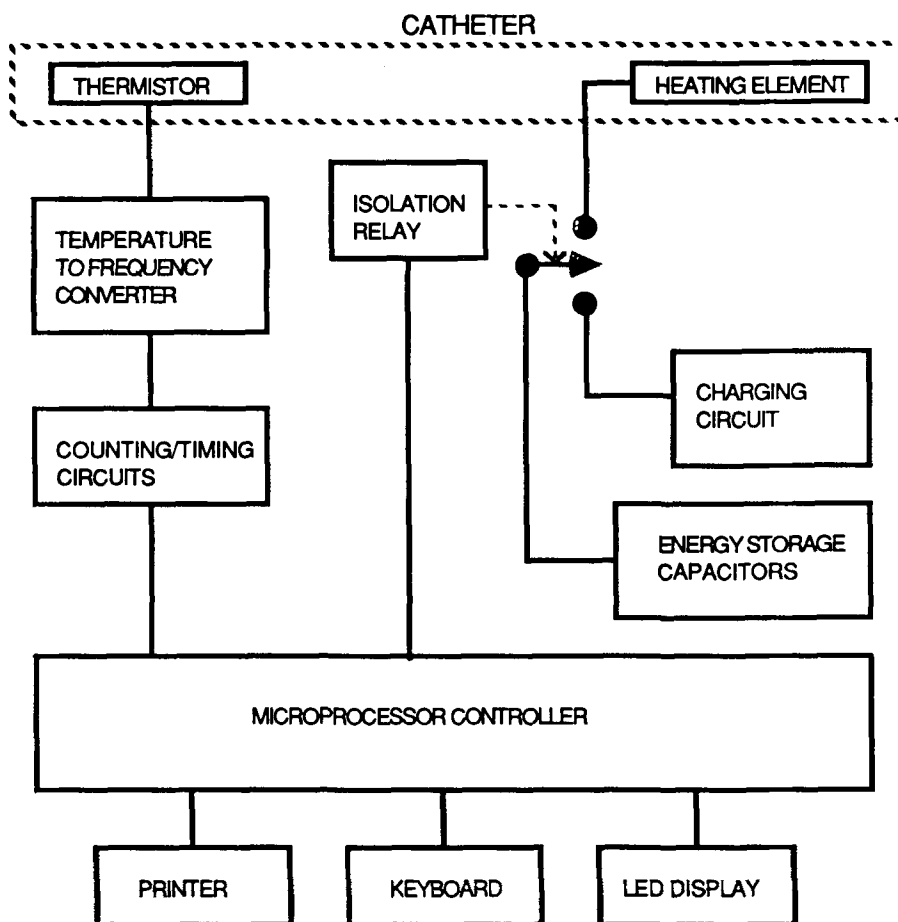 CATHETER
THERMISTOR
HEATING ELEMENT
ISOLATION
RELAY
TEMPERATURE
TO FREQUENCY
CONVERTER
CHARGING
CIRCUIT
COUNTING/TIMING
CIRCUITS
ENERGY STORAGE
CAPACITORS
MICROPROCESSOR CONTROLLER
PRINTER
KEYBOARD
LED DISPLAY